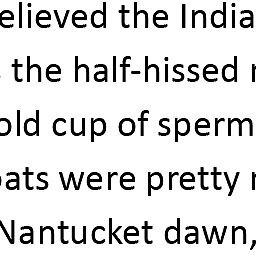 elieved the India
the half-hissed
old cup of sperm
oats were pretty
Nantucket dawn,